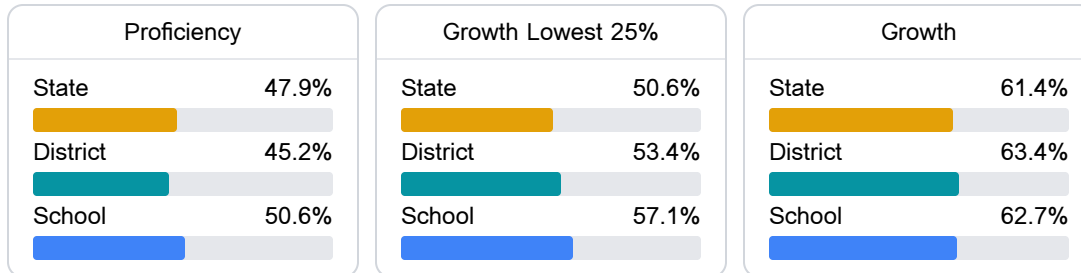 Proficiency
State 47.9%
District 45.2%
School 50.6%
Growth Lowest 25%
State 50.6%
District 53.4%
School 57.1%
Growth
State 61.4%
District 63.4%
School 62.7%